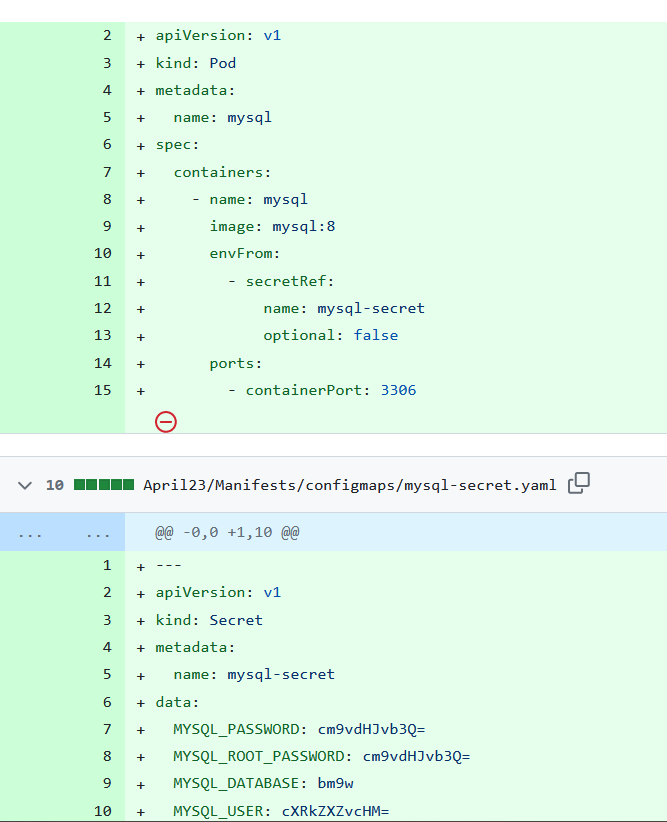 2 + apiVersion: v1
3 + kind: Pod
4 + metadata:
5 +   name: mysql
6 + spec:
7 +   containers:
8 +     - name: mysql
9 +       image: mysql:8
10 +       envFrom:
11 +         - secretRef:
12 +             name: mysql-secret
13 +             optional: false
14 +       ports:
15 +         - containerPort: 3306
10 April23/Manifests/configmaps/mysql-secret.yaml
... ... @@ -0,0 +1,10 @@
1 + ---
2 + apiVersion: v1
3 + kind: Secret
4 + metadata:
5 +   name: mysql-secret
6 + data:
7 +   MYSQL_PASSWORD: cm9vdHJvb3Q=
8 +   MYSQL_ROOT_PASSWORD: cm9vdHJvb3Q=
9 +   MYSQL_DATABASE: bm9w
10 +   MYSQL_USER: cXRkZXZvcHM=